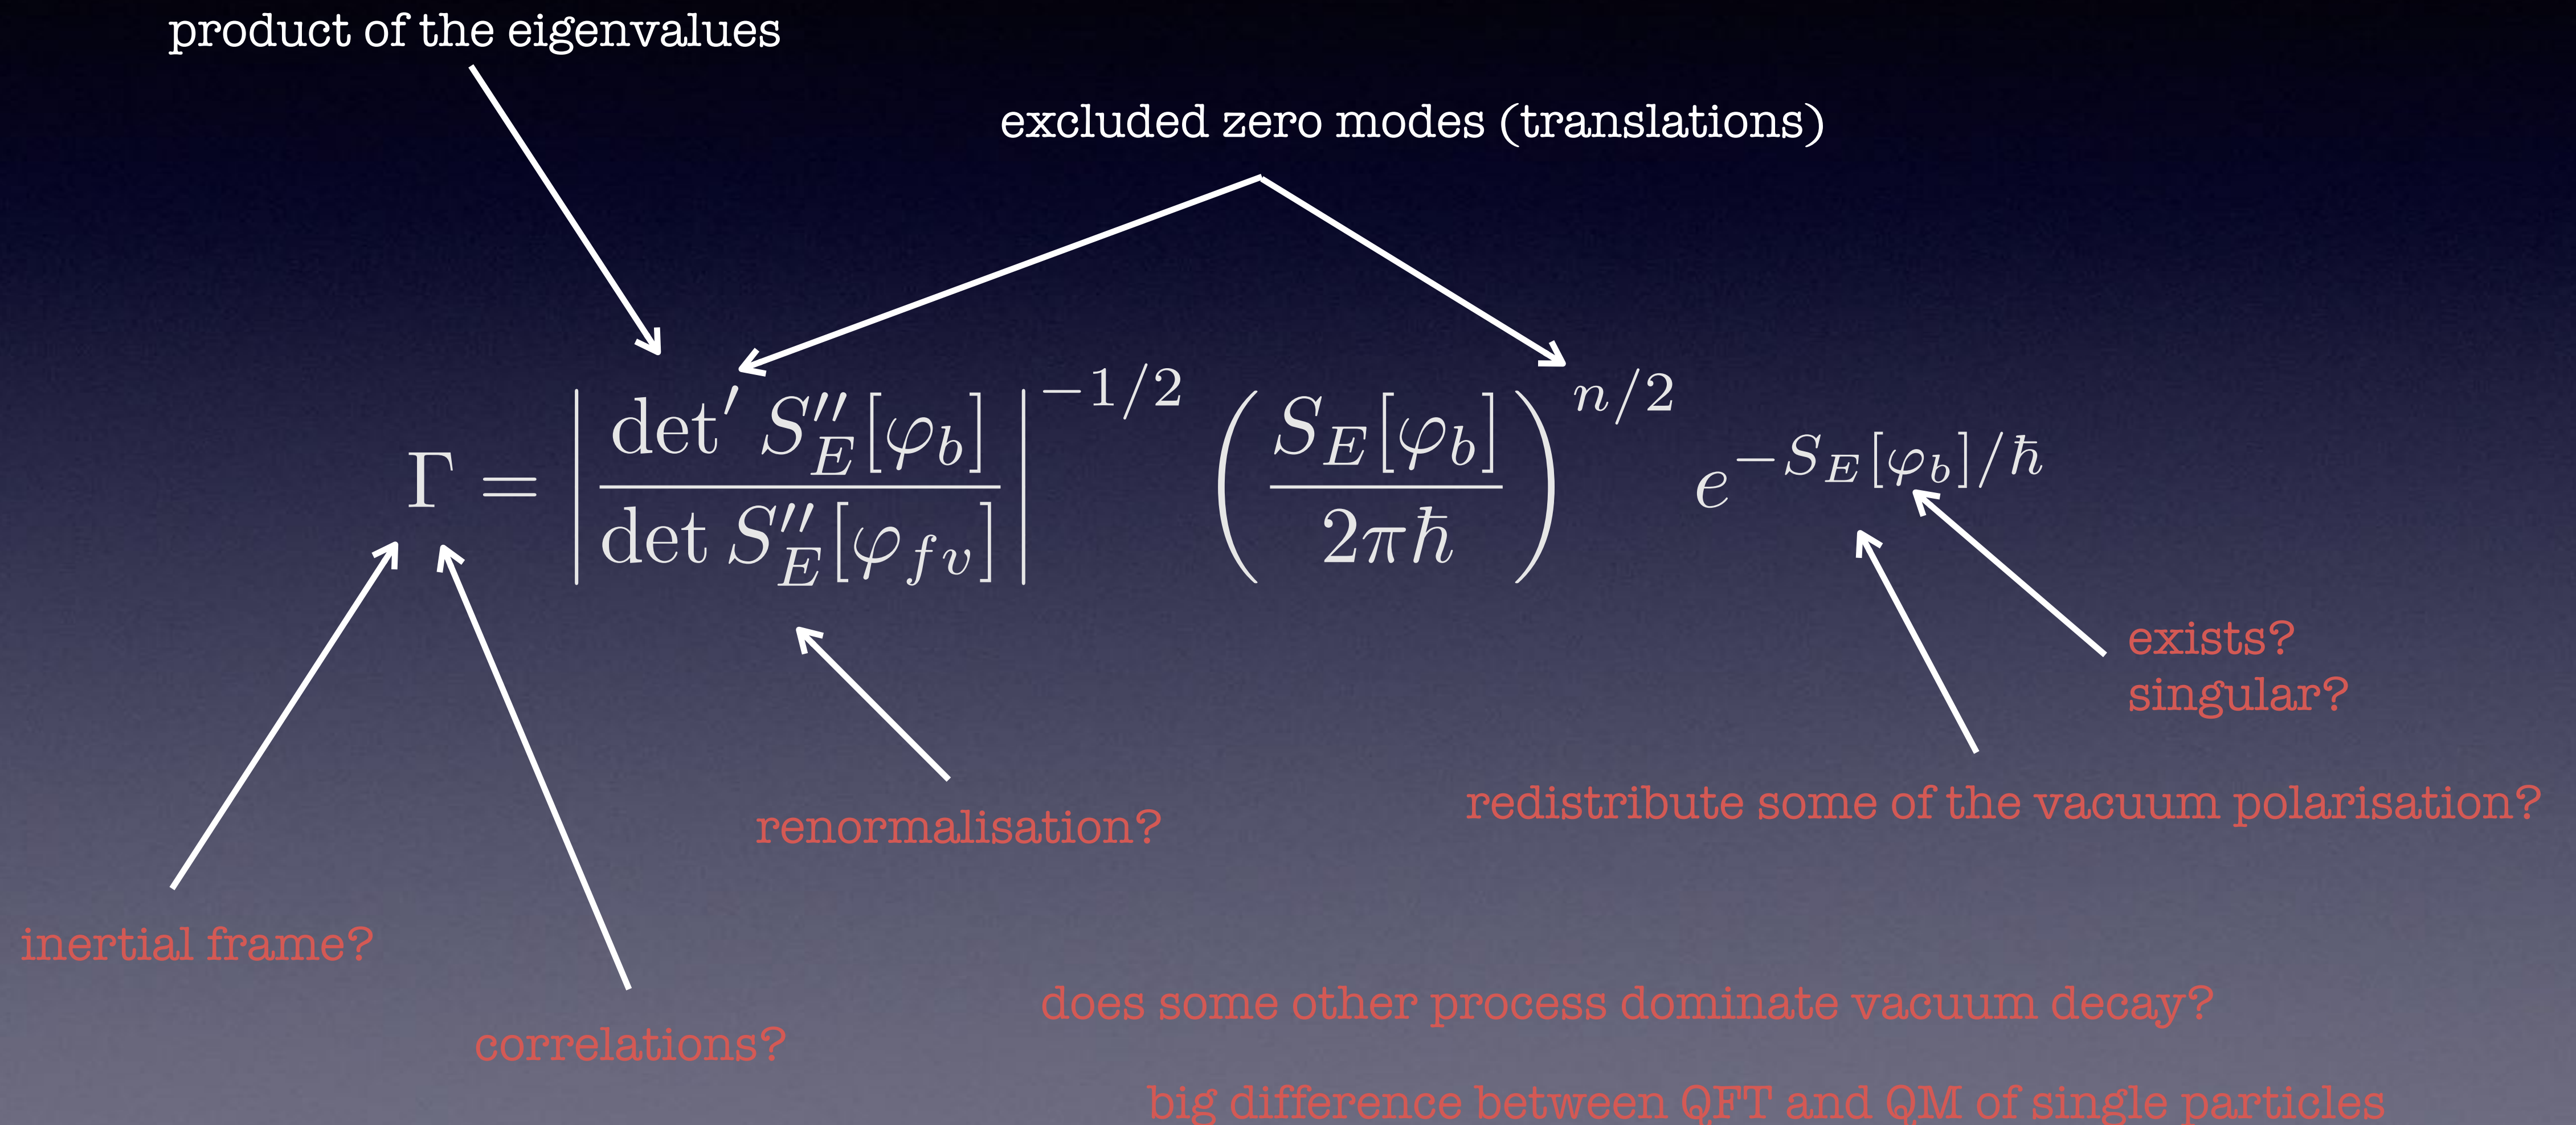 product of the eigenvalues
excluded zero modes (translations)
Γ = |det′ S″_E[φ_b] / det S″_E[φ_fv]|^{-1/2} (S_E[φ_b] / 2πℏ)^{n/2} e^{-S_E[φ_b]/ℏ}
exists?
singular?
redistribute some of the vacuum polarisation?
renormalisation?
inertial frame?
correlations?
does some other process dominate vacuum decay?
big difference between QFT and QM of single particles